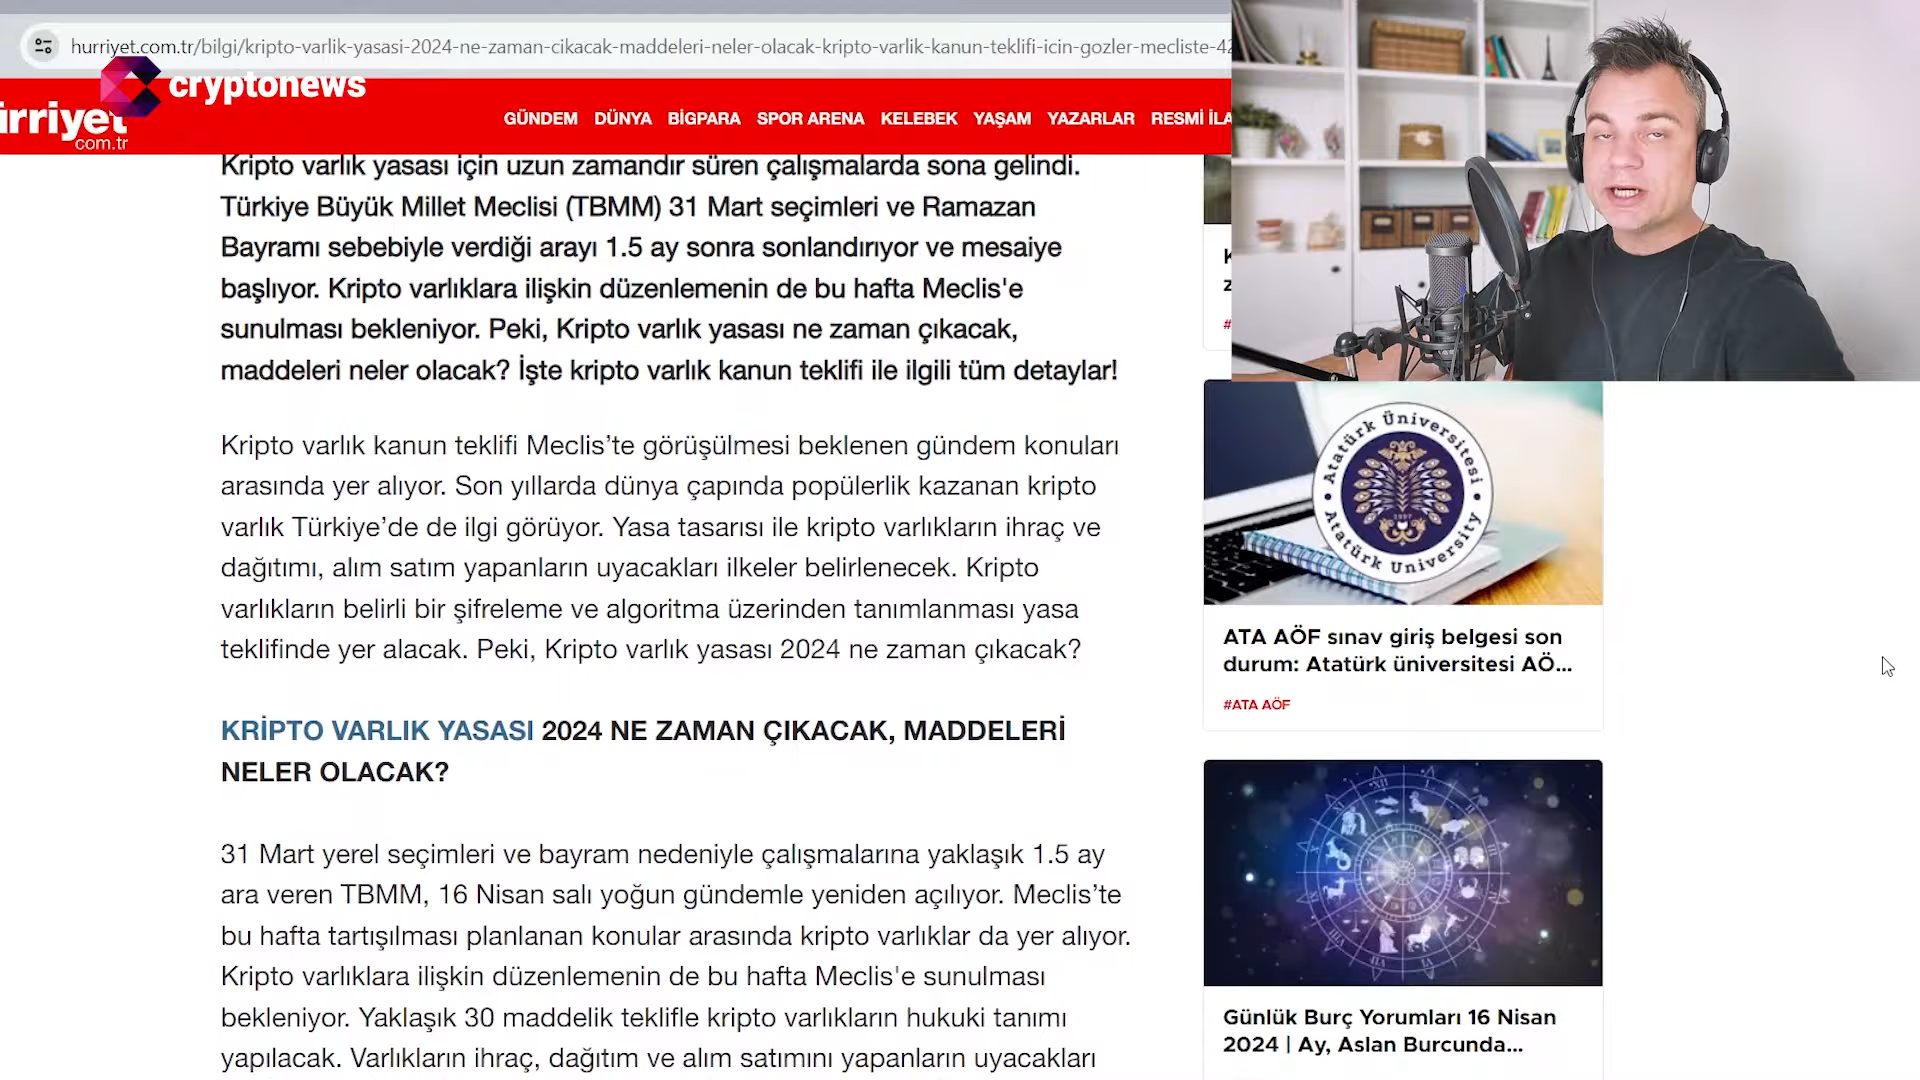 hurriyet.com.tr/bilgi/kripto-varlik-yasasi-2024-ne-zaman-cikacak-maddeleri-neler-olacak-kripto-varlik-kanun-teklifi-icin-gozler-mecliste-42
cryptonews
ürriyet
com.tr
GÜNDEM DÜNYA BİGPARA SPOR ARENA KELEBEK YAŞAM YAZARLAR RESMİ İLA
Kripto varlık yasası için uzun zamandır süren çalışmalarda sona gelindi.
Türkiye Büyük Millet Meclisi (TBMM) 31 Mart seçimleri ve Ramazan
Bayramı sebebiyle verdiği arayı 1.5 ay sonra sonlandırıyor ve mesaiye
başlıyor. Kripto varlıklara ilişkin düzenlemenin de bu hafta Meclis'e
sunulması bekleniyor. Peki, Kripto varlık yasası ne zaman çıkacak,
maddeleri neler olacak? İşte kripto varlık kanun teklifi ile ilgili tüm detaylar!
Kripto varlık kanun teklifi Meclis’te görüşülmesi beklenen gündem konuları
arasında yer alıyor. Son yıllarda dünya çapında popülerlik kazanan kripto
varlık Türkiye’de de ilgi görüyor. Yasa tasarısı ile kripto varlıkların ihraç ve
dağıtımı, alım satım yapanların uyacakları ilkeler belirlenecek. Kripto
varlıkların belirli bir şifreleme ve algoritma üzerinden tanımlanması yasa
teklifinde yer alacak. Peki, Kripto varlık yasası 2024 ne zaman çıkacak?
KRİPTO VARLIK YASASI 2024 NE ZAMAN ÇIKACAK, MADDELERİ
NELER OLACAK?
31 Mart yerel seçimleri ve bayram nedeniyle çalışmalarına yaklaşık 1.5 ay
ara veren TBMM, 16 Nisan salı yoğun gündemle yeniden açılıyor. Meclis’te
bu hafta tartışılması planlanan konular arasında kripto varlıklar da yer alıyor.
Kripto varlıklara ilişkin düzenlemenin de bu hafta Meclis'e sunulması
bekleniyor. Yaklaşık 30 maddelik teklifle kripto varlıkların hukuki tanımı
yapılacak. Varlıkların ihraç, dağıtım ve alım satımını yapanların uyacakları
Atatürk Üniversitesi
1957
Atatürk University
ATA AÖF sınav giriş belgesi son
durum: Atatürk üniversitesi AÖ...
#ATA AÖF
Günlük Burç Yorumları 16 Nisan
2024 | Ay, Aslan Burcunda...